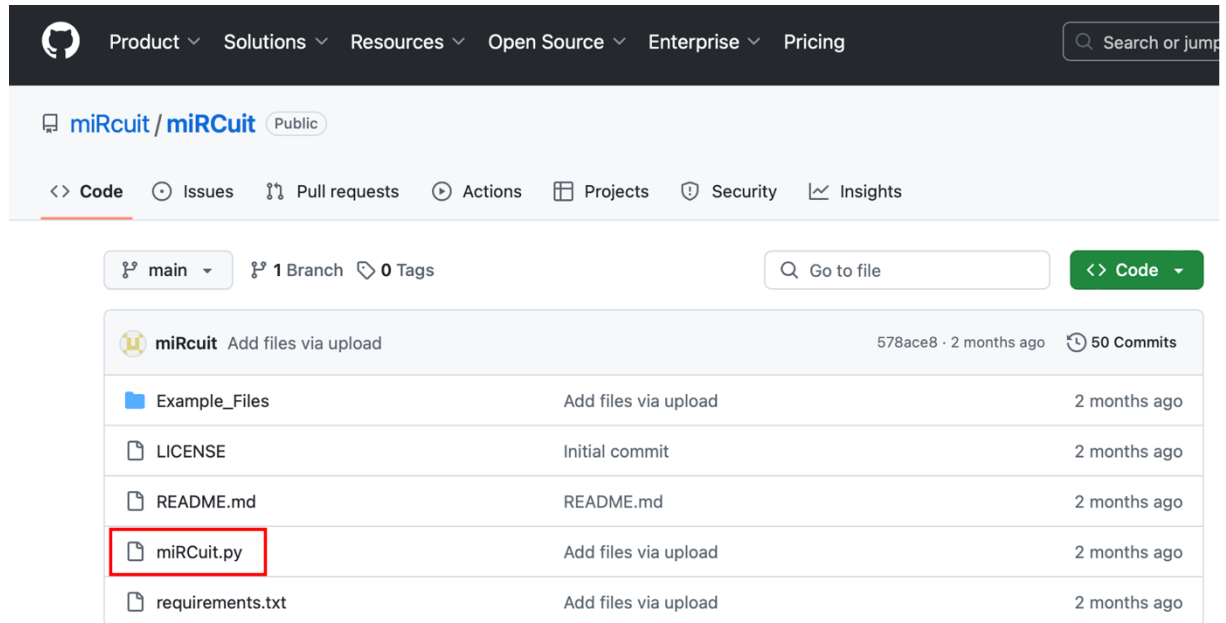 Product Solutions Resources Open Source Enterprise Pricing Search or jump
miRcuit / miRCuit Public
Code Issues Pull requests Actions Projects Security Insights
main 1 Branch 0 Tags Go to file Code
miRcuit Add files via upload 578ace8 · 2 months ago 50 Commits
Example_Files Add files via upload 2 months ago
LICENSE Initial commit 2 months ago
README.md README.md 2 months ago
miRCuit.py Add files via upload 2 months ago
requirements.txt Add files via upload 2 months ago